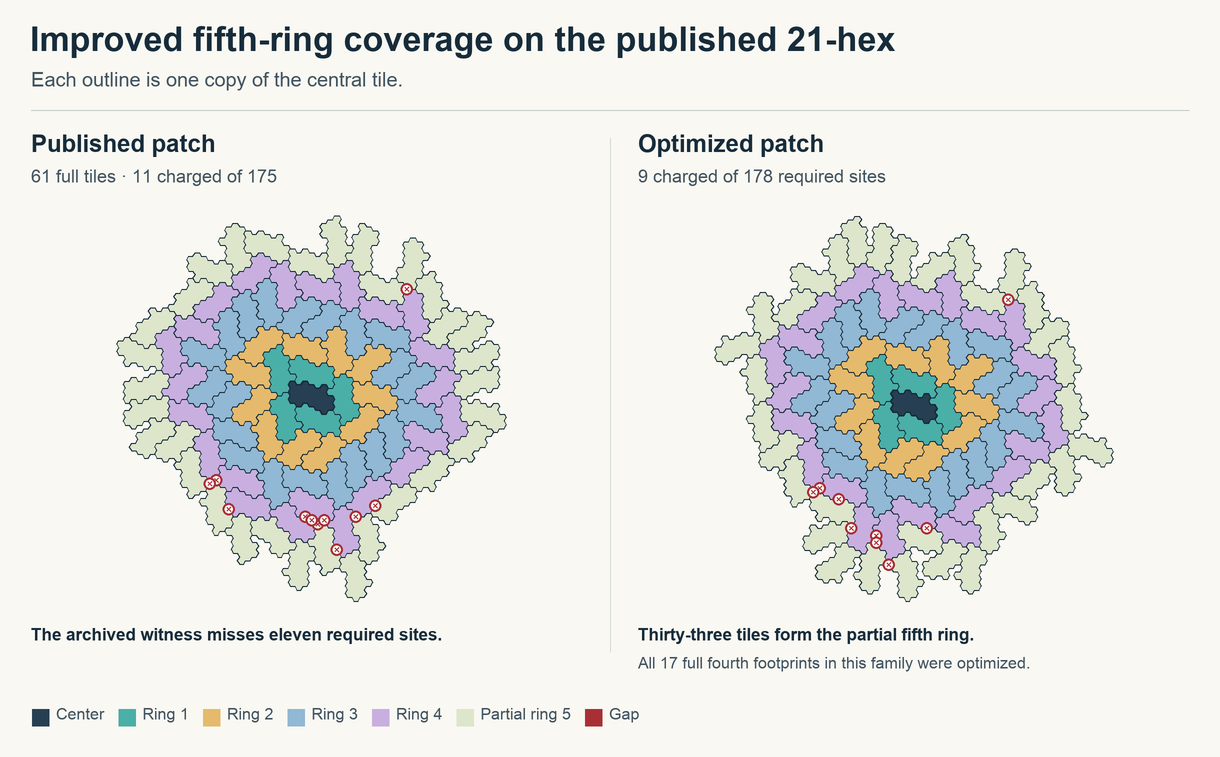 Improved fifth-ring coverage on the published 21-hex
Each outline is one copy of the central tile.
Published patch
61 full tiles · 11 charged of 175
Optimized patch
9 charged of 178 required sites
The archived witness misses eleven required sites.
Thirty-three tiles form the partial fifth ring.
All 17 full fourth footprints in this family were optimized.
Center Ring 1 Ring 2 Ring 3 Ring 4 Partial ring 5 Gap